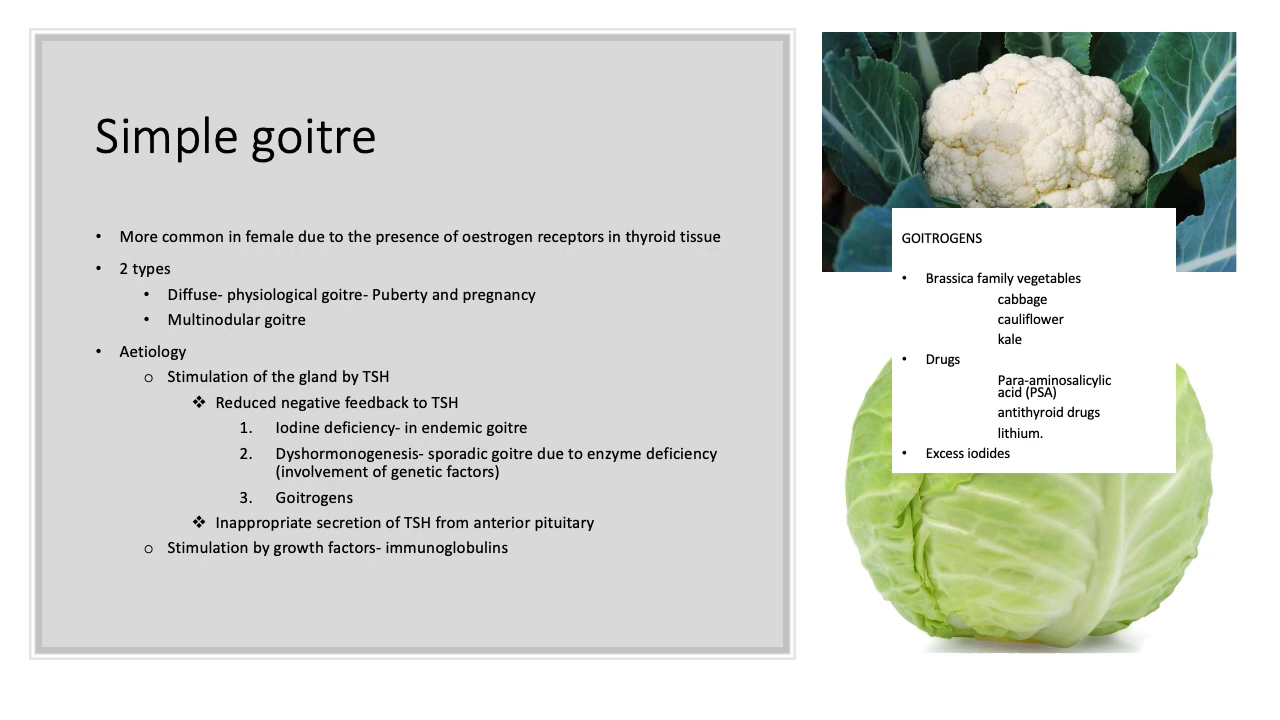 Simple goitre
• More common in female due to the presence of oestrogen receptors in thyroid tissue
• 2 types
• Diffuse- physiological goitre- Puberty and pregnancy
• Multinodular goitre
• Aetiology
o Stimulation of the gland by TSH
❖ Reduced negative feedback to TSH
1. Iodine deficiency- in endemic goitre
2. Dyshormonogenesis- sporadic goitre due to enzyme deficiency
(involvement of genetic factors)
3. Goitrogens
❖ Inappropriate secretion of TSH from anterior pituitary
o Stimulation by growth factors- immunoglobulins
GOITROGENS
• Brassica family vegetables
cabbage
cauliflower
kale
• Drugs
Para-aminosalicylic
acid (PSA)
antithyroid drugs
lithium.
• Excess iodides